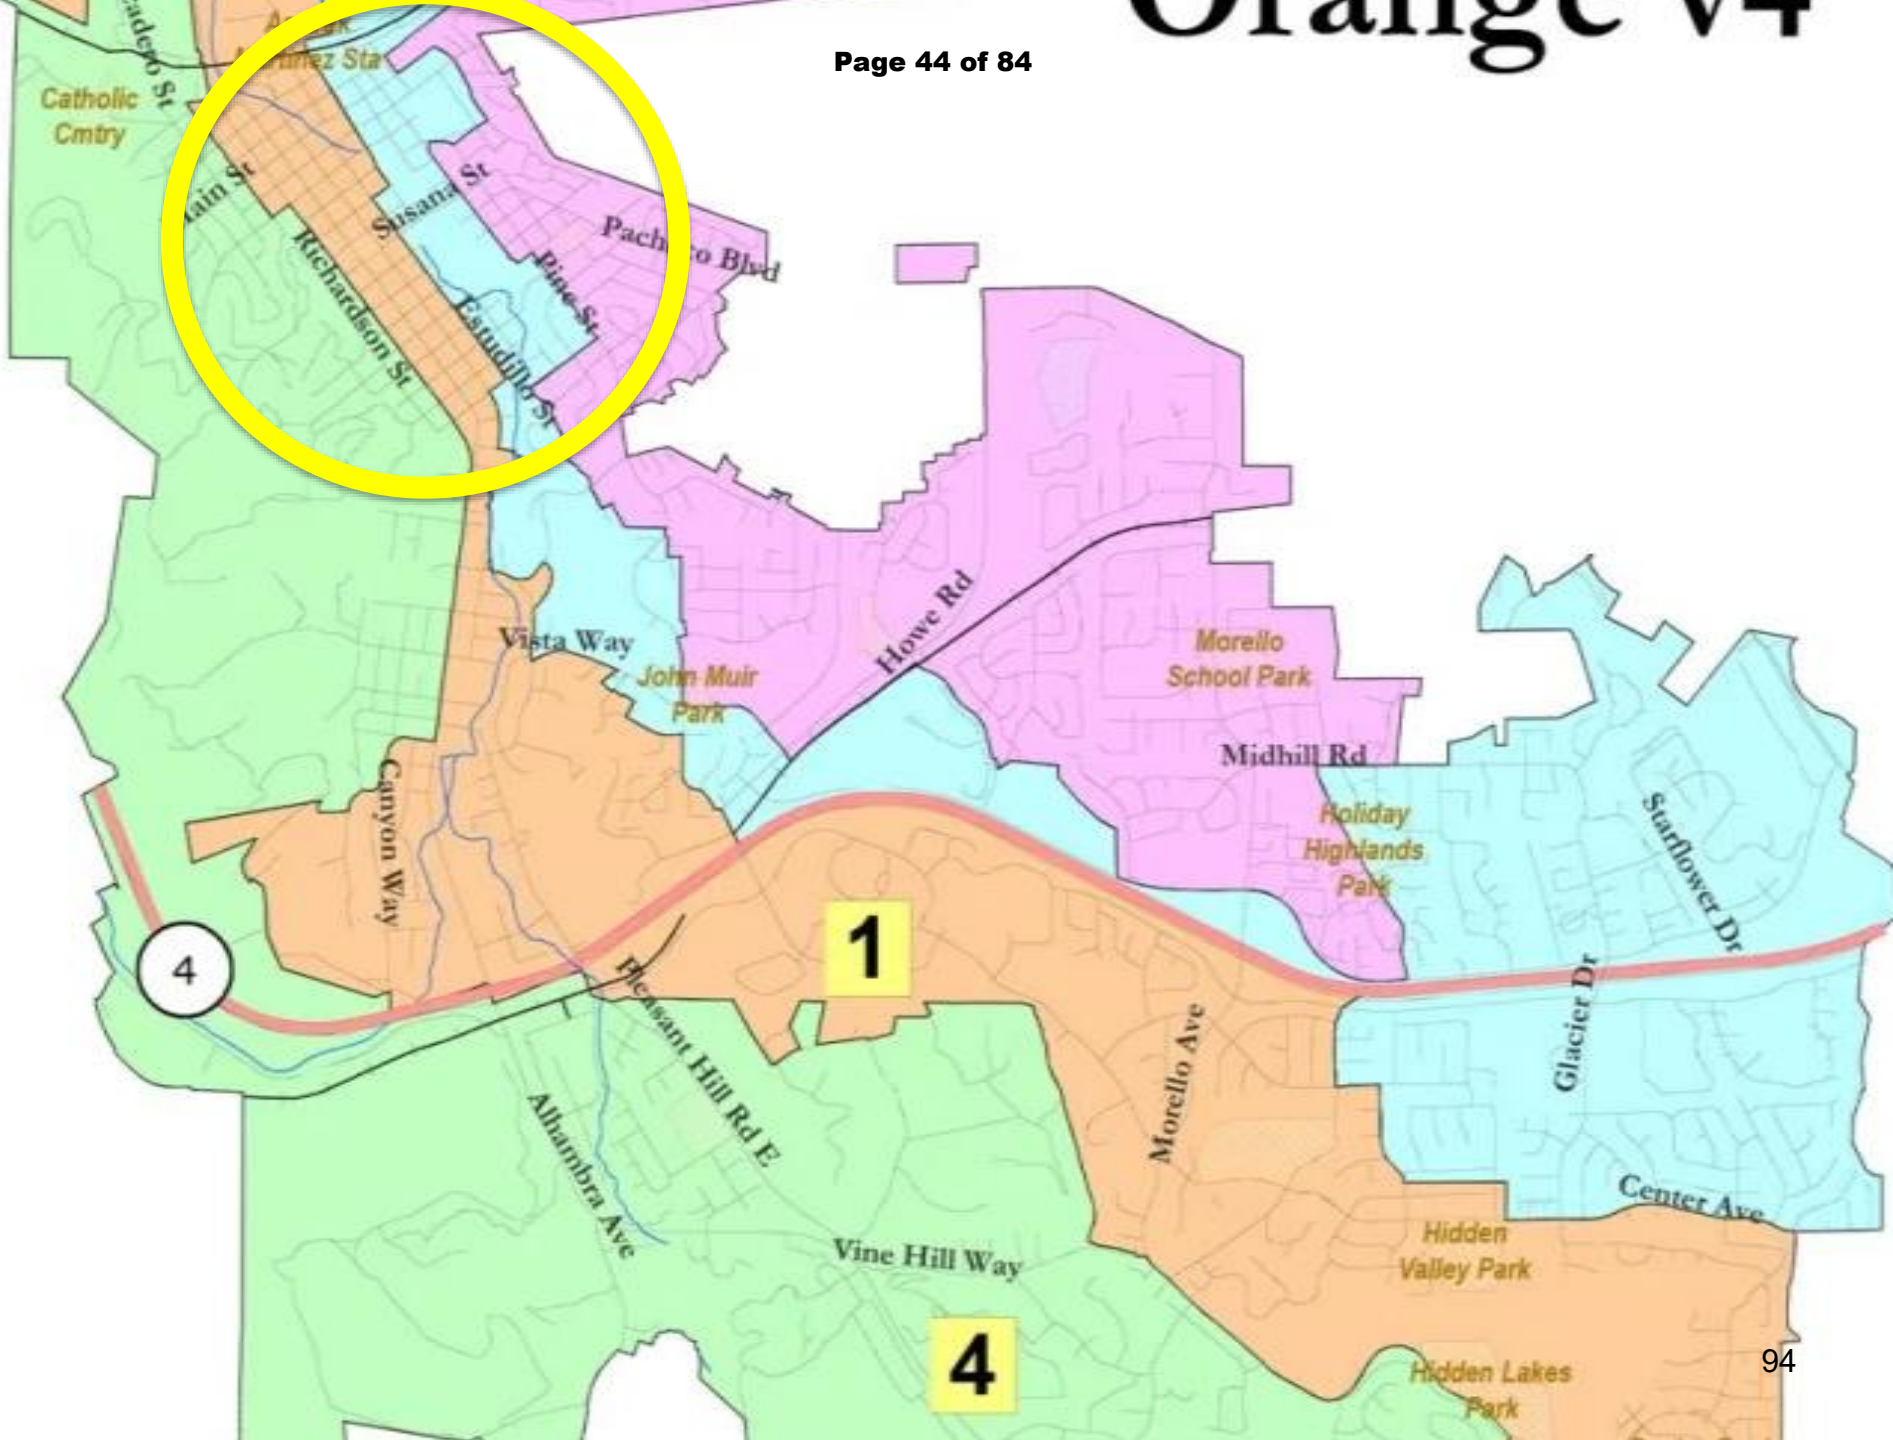 Orange v4
Page 44 of 84
Catholic
Cmtry
Susana St
Pacheco Blvd
Pine St
Richardson St
Estudillo St
Vista Way
John Muir
Park
Howe Rd
Morello
School Park
Midhill Rd
Holiday
Highlands
Park
Starflower Dr
Canyon Way
4
1
Pleasant Hill Rd E
Glacier Dr
Morello Ave
Alhambra Ave
Center Ave
Hidden
Valley Park
Vine Hill Way
4
94
Hidden Lakes
Park